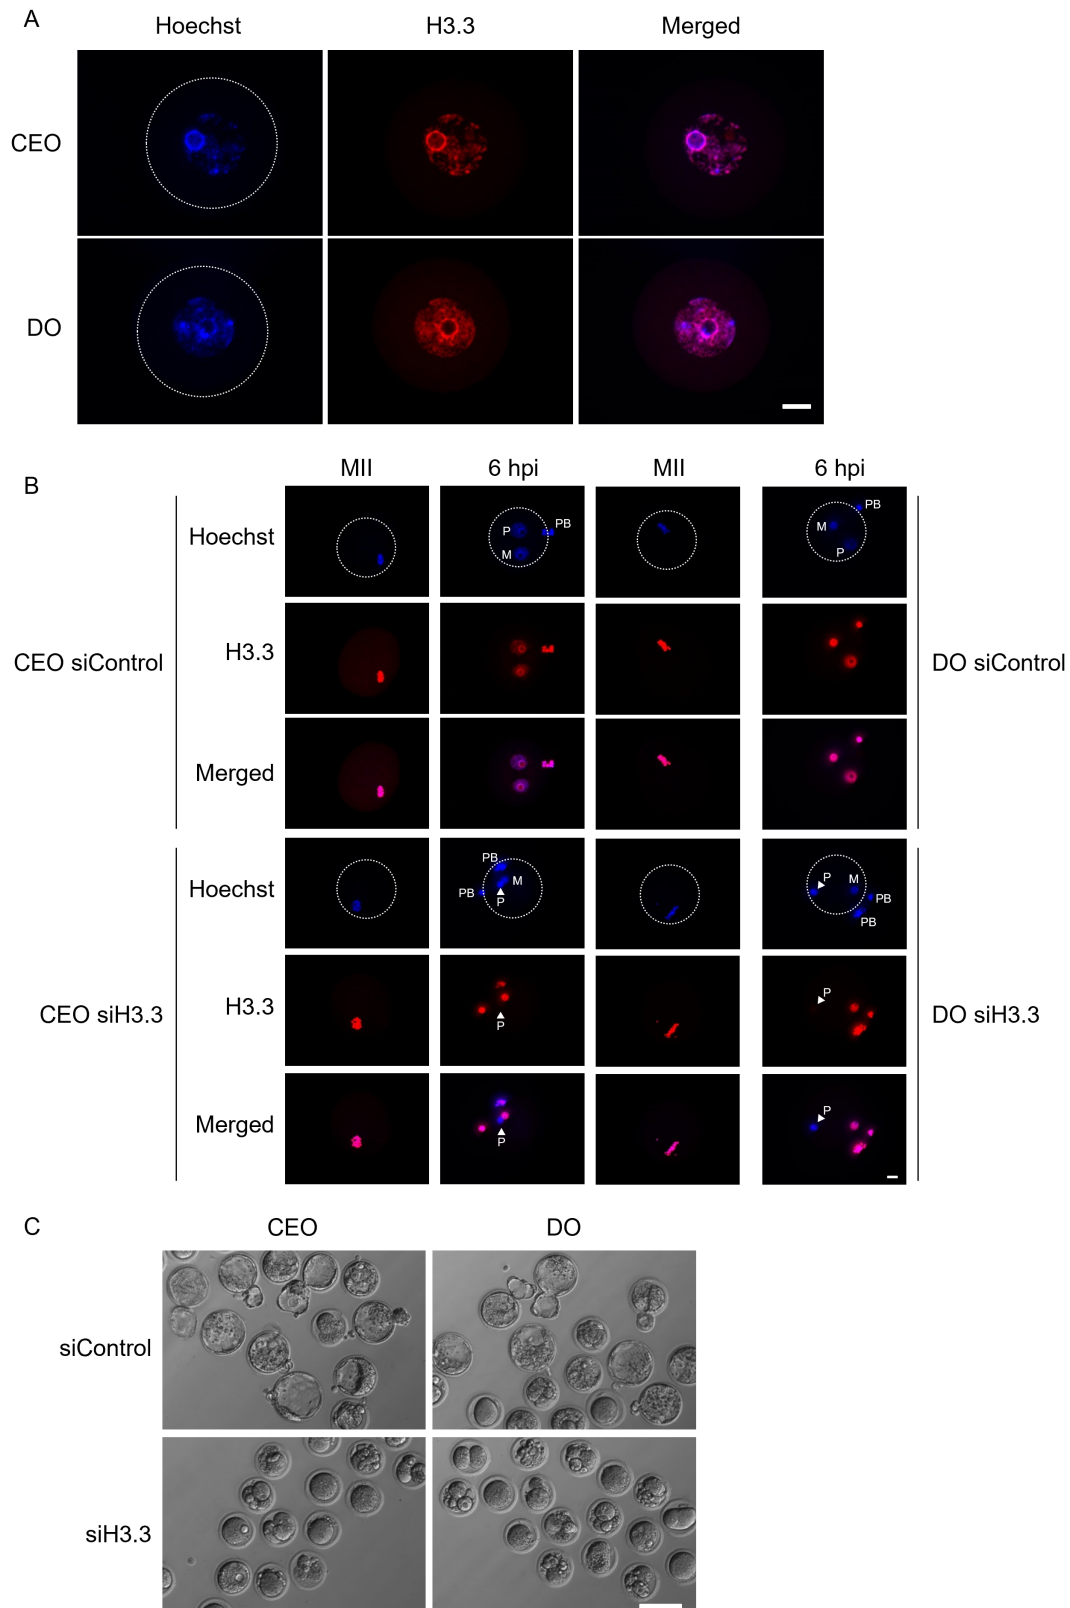 A
Hoechst H3.3 Merged
CEO
DO
B
MII 6 hpi MII 6 hpi
Hoechst P PB M M PB P
CEO siControl H3.3 DO siControl
Merged
Hoechst PB M PB P P M PB PB
CEO siH3.3 H3.3 P P DO siH3.3
Merged P P
C
CEO DO
siControl
siH3.3